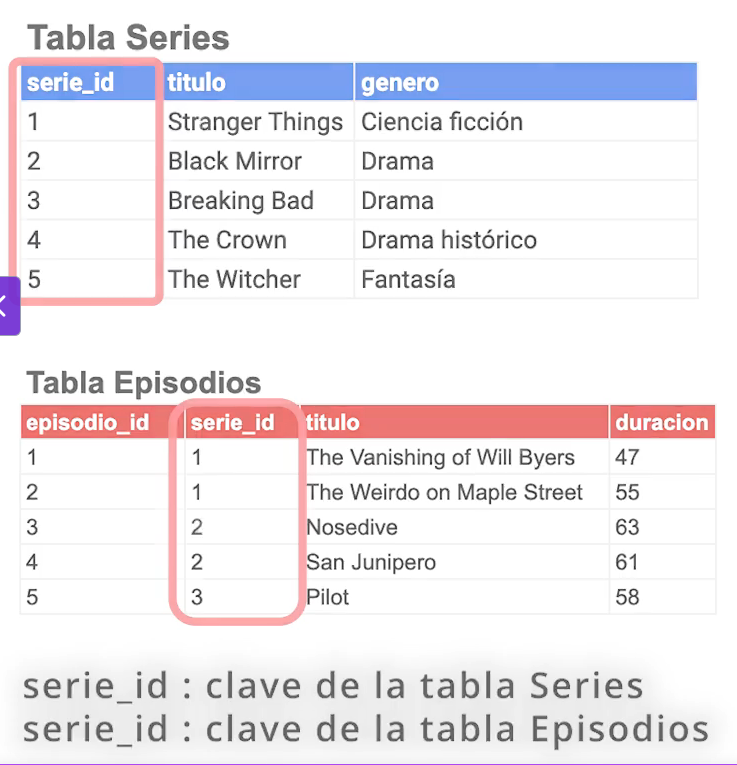 Tabla Series
serie_id titulo genero
1 Stranger Things Ciencia ficción
2 Black Mirror Drama
3 Breaking Bad Drama
4 The Crown Drama histórico
5 The Witcher Fantasía
Tabla Episodios
episodio_id serie_id titulo duracion
1 1 The Vanishing of Will Byers 47
2 1 The Weirdo on Maple Street 55
3 2 Nosedive 63
4 2 San Junipero 61
5 3 Pilot 58
serie_id : clave de la tabla Series
serie_id : clave de la tabla Episodios